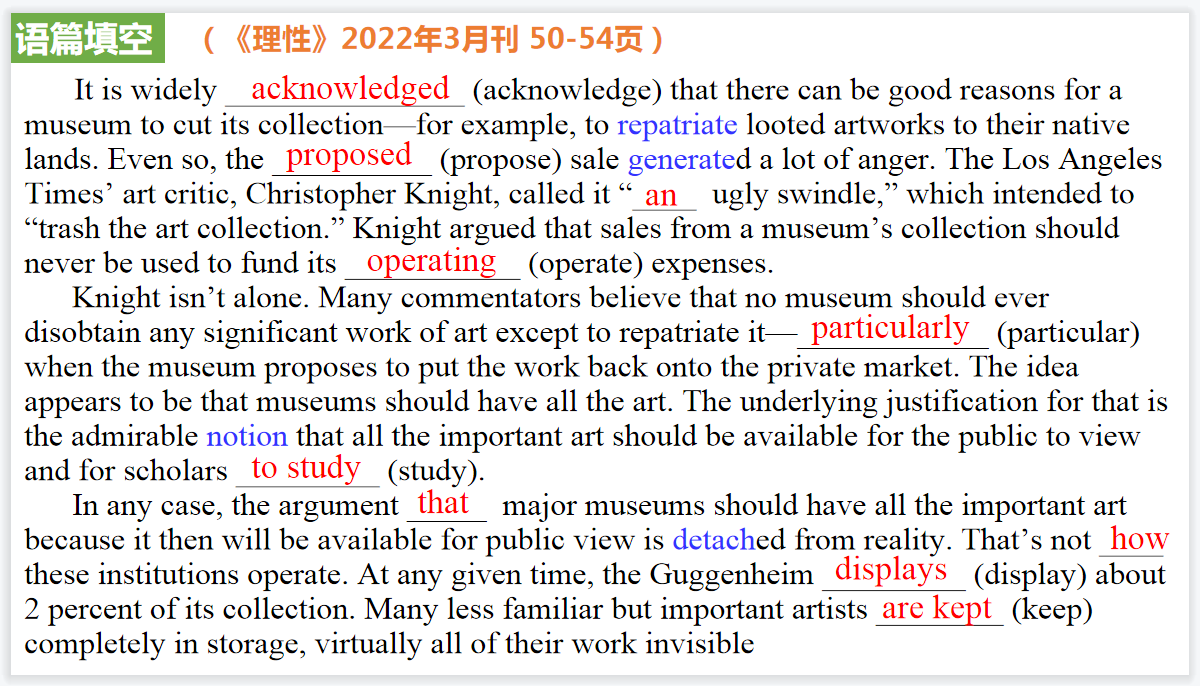 语篇填空 (《理性》2022年3月刊 50-54页)
It is widely acknowledged (acknowledge) that there can be good reasons for a
museum to cut its collection—for example, to repatriate looted artworks to their native
lands. Even so, the proposed (propose) sale generated a lot of anger. The Los Angeles
Times’ art critic, Christopher Knight, called it “ an ugly swindle,” which intended to
“trash the art collection.” Knight argued that sales from a museum’s collection should
never be used to fund its operating (operate) expenses.
Knight isn’t alone. Many commentators believe that no museum should ever
disobtain any significant work of art except to repatriate it— particularly (particular)
when the museum proposes to put the work back onto the private market. The idea
appears to be that museums should have all the art. The underlying justification for that is
the admirable notion that all the important art should be available for the public to view
and for scholars to study (study).
In any case, the argument that major museums should have all the important art
because it then will be available for public view is detached from reality. That’s not how
these institutions operate. At any given time, the Guggenheim displays (display) about
2 percent of its collection. Many less familiar but important artists are kept (keep)
completely in storage, virtually all of their work invisible